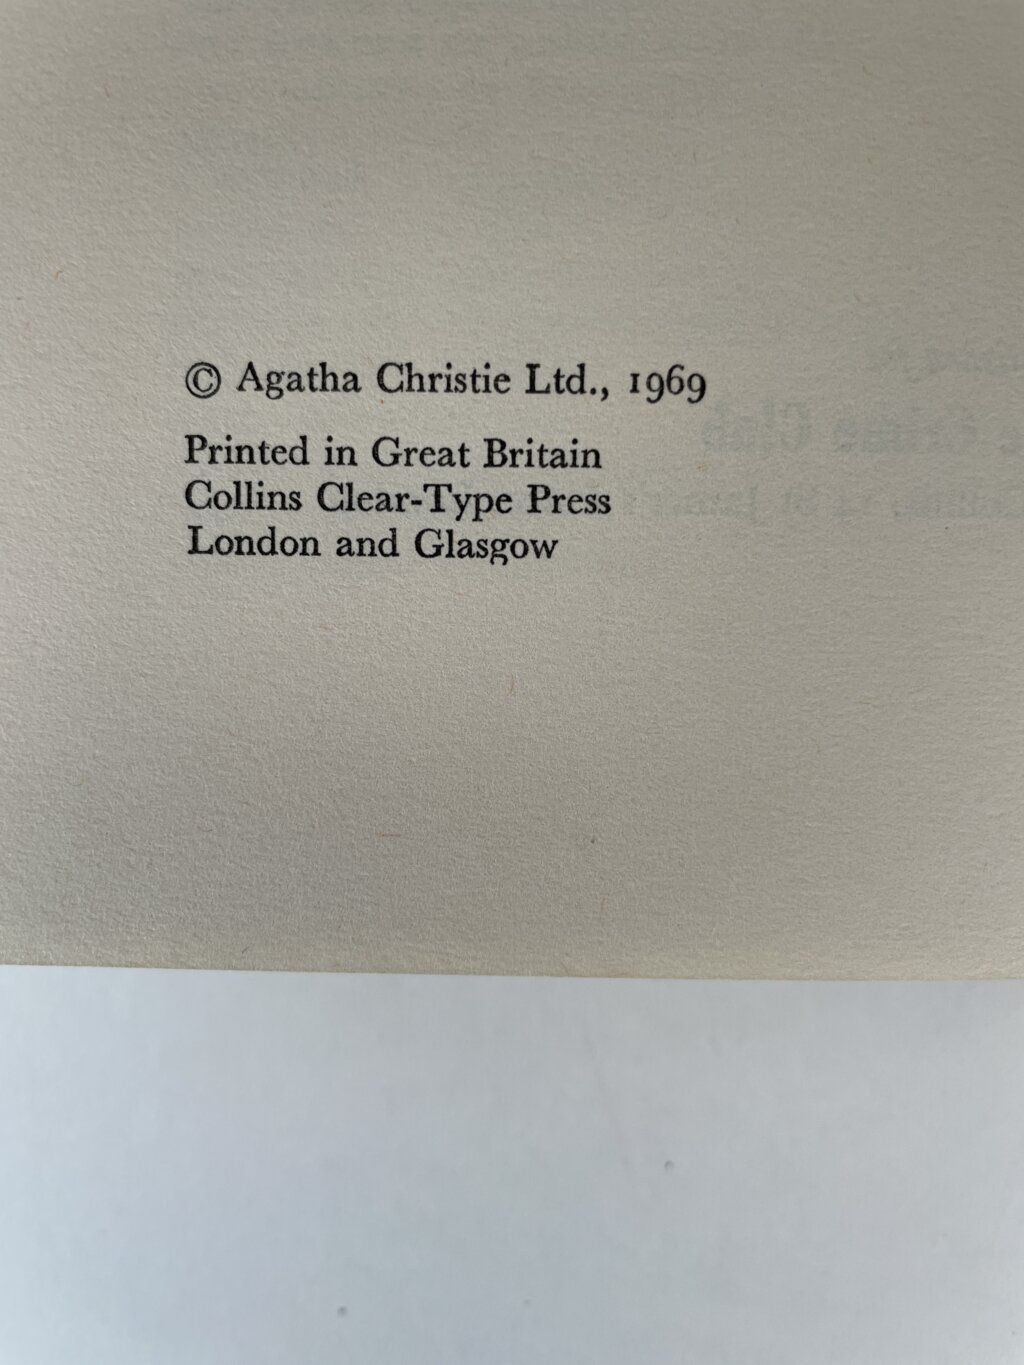 © Agatha Christie Ltd., 1969
Printed in Great Britain
Collins Clear-Type Press
London and Glasgow